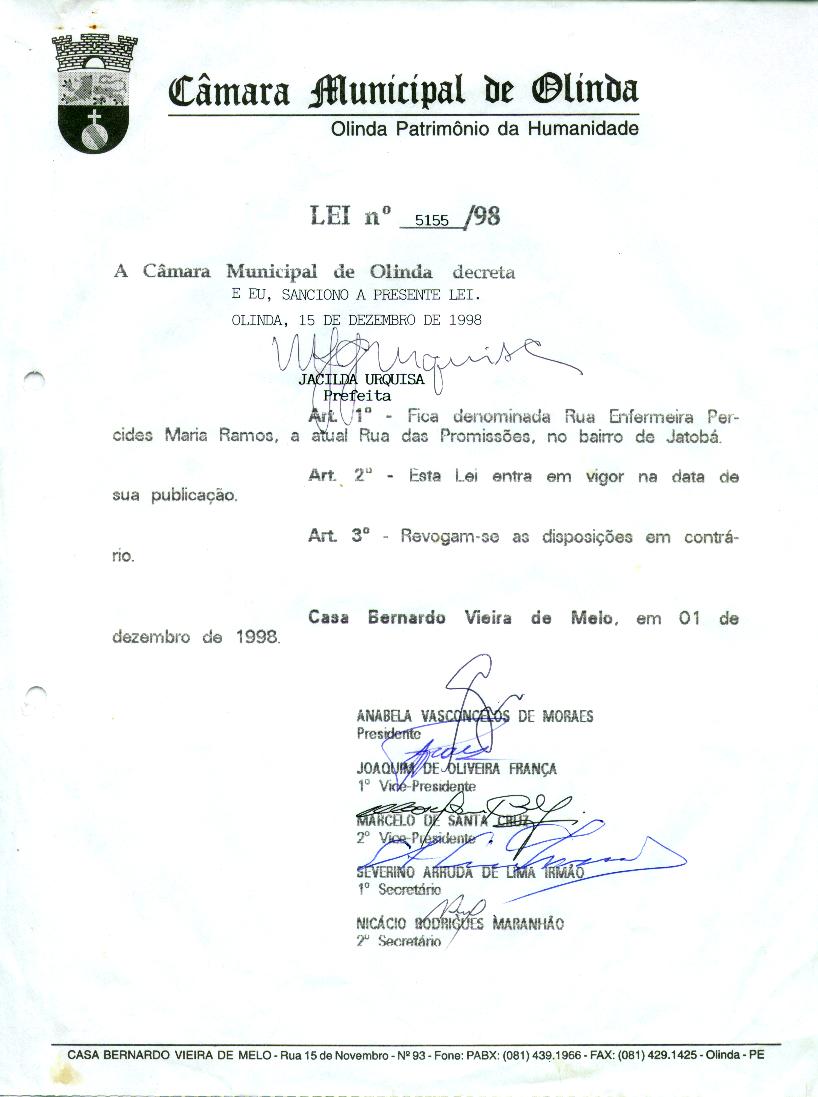 Câmara Municipal de Olinda
Olinda Patrimônio da Humanidade
LEI nº 5155/98
A Câmara Municipal de Olinda decreta
E EU, SANCIONO A PRESENTE LEI.
OLINDA, 15 DE DEZEMBRO DE 1998
JACILDA URQUISA
Prefeita
Art. 1º - Fica denominada Rua Enfermeira Per-
cides Maria Ramos, a atual Rua das Promissões, no bairro de Jatobá.
Art. 2º - Esta Lei entra em vigor na data de
sua publicação.
Art. 3º - Revogam-se as disposições em contrá-
rio.
Casa Bernardo Vieira de Melo, em 01 de
dezembro de 1998.
ANABELA VASCONCELOS DE MORAES
Presidente
JOAQUIM DE OLIVEIRA FRANÇA
1º Vice-Presidente
MARCELO DE SANTA CRUZ
2º Vice-Presidente
SEVERINO ARRUDA DE LIMA IRMÃO
1º Secretário
NICÁCIO RODRIGUES MARANHÃO
2º Secretário
CASA BERNARDO VIEIRA DE MELO - Rua 15 de Novembro - Nº 93 - Fone: PABX: (081) 439.1966 - FAX: (081) 429.1425 - Olinda - PE